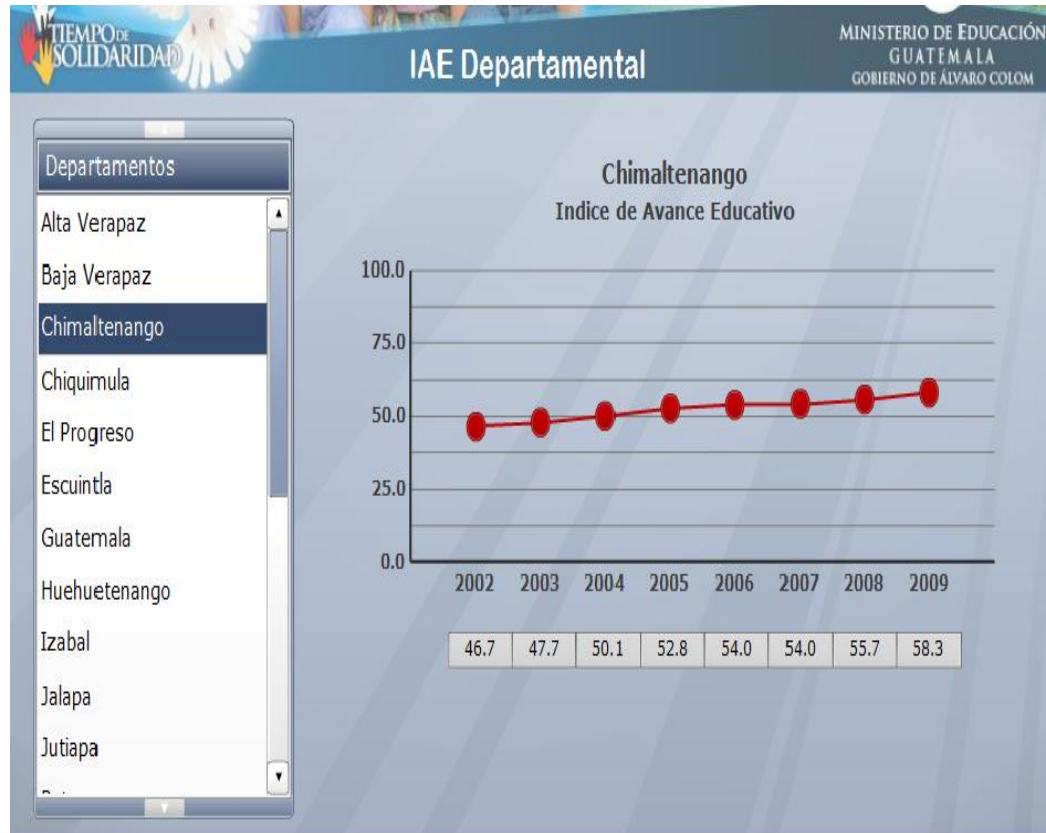 TIEMPO DE
SOLIDARIDAD
IAE Departamental
MINISTERIO DE EDUCACIÓN
GUATEMALA
GOBIERNO DE ÁLVARO COLOM
Departamentos
Alta Verapaz
Baja Verapaz
Chimaltenango
Chiquimula
El Progreso
Escuintla
Guatemala
Huehuetenango
Izabal
Jalapa
Jutiapa
Chimaltenango
Indice de Avance Educativo
100.0
75.0
50.0
25.0
0.0
2002 2003 2004 2005 2006 2007 2008 2009
46.7 47.7 50.1 52.8 54.0 54.0 55.7 58.3